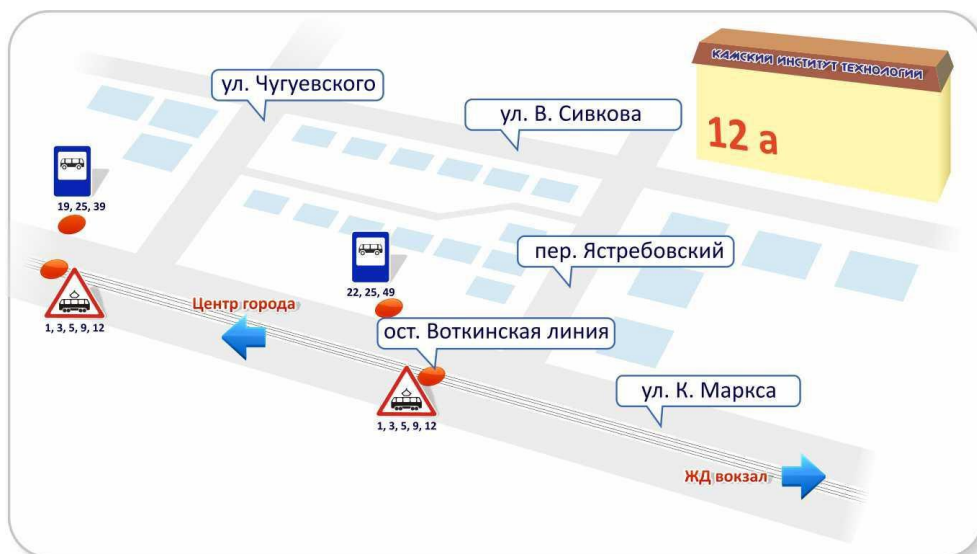 КАМСКИЙ ИНСТИТУТ ТЕХНОЛОГИЙ
ул. Чугуевского
ул. В. Сивкова
12 а
19, 25, 39
пер. Ястребовский
22, 25, 49
Центр города
1, 3, 5, 9, 12
ост. Воткинская линия
ул. К. Маркса
1, 3, 5, 9, 12
ЖД вокзал